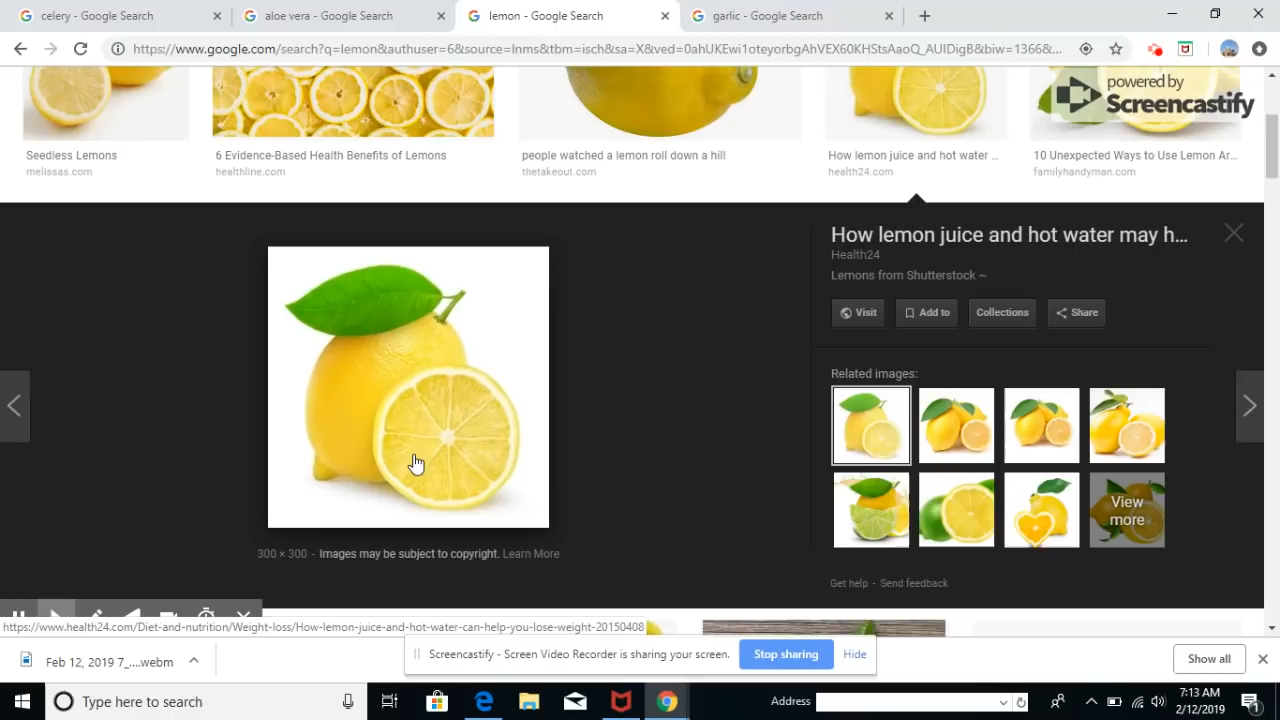 celery - Google Search
aloe vera - Google Search
lemon - Google Search
garlic - Google Search
https://www.google.com/search?q=lemon&authuser=6&source=lnms&tbm=isch&sa=X&ved=0ahUKEwi1oteyorbgAhVEX60KHStsAaoQ_AUIDigB&biw=1366&...
powered by
Screencastify
Seedless Lemons
melissas.com
6 Evidence-Based Health Benefits of Lemons
healthline.com
people watched a lemon roll down a hill
thetakeout.com
How lemon juice and hot water ...
health24.com
10 Unexpected Ways to Use Lemon Ar...
familyhandyman.com
How lemon juice and hot water may h...
Health24
Lemons from Shutterstock ~
Visit
Add to
Collections
Share
Related images:
View
more
300 × 300 - Images may be subject to copyright. Learn More
Get help - Send feedback
https://www.health24.com/Diet-and-nutrition/Weight-loss/How-lemon-juice-and-hot-water-can-help-you-lose-weight-20150408
Feb 12, 2019 7_....webm
Screencastify - Screen Video Recorder is sharing your screen.
Stop sharing
Hide
Show all
Type here to search
Address
7:13 AM
2/12/2019
1